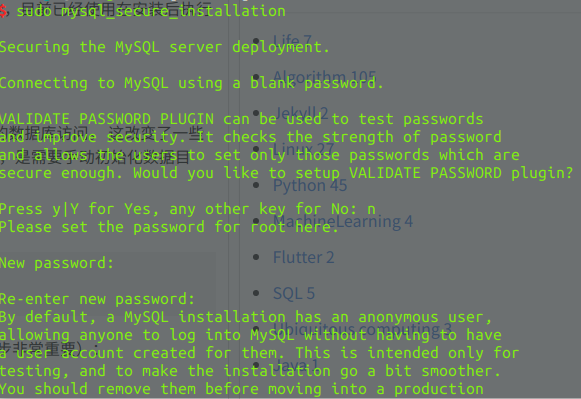 $ sudo mysql_secure_installation
Securing the MySQL server deployment.
Connecting to MySQL using a blank password.
VALIDATE PASSWORD PLUGIN can be used to test passwords
and improve security. It checks the strength of password
and allows the users to set only those passwords which are
secure enough. Would you like to setup VALIDATE PASSWORD plugin?
Press y|Y for Yes, any other key for No: n
Please set the password for root here.
New password:
Re-enter new password:
By default, a MySQL installation has an anonymous user,
allowing anyone to log into MySQL without having to have
a user account created for them. This is intended only for
testing, and to make the installation go a bit smoother.
You should remove them before moving into a production
Life 7
Algorithm 105
Jekyll 2
Linux 27
Python 45
MachineLearning 4
Flutter 2
SQL 5
Ubiquitous computing 3
Java 1